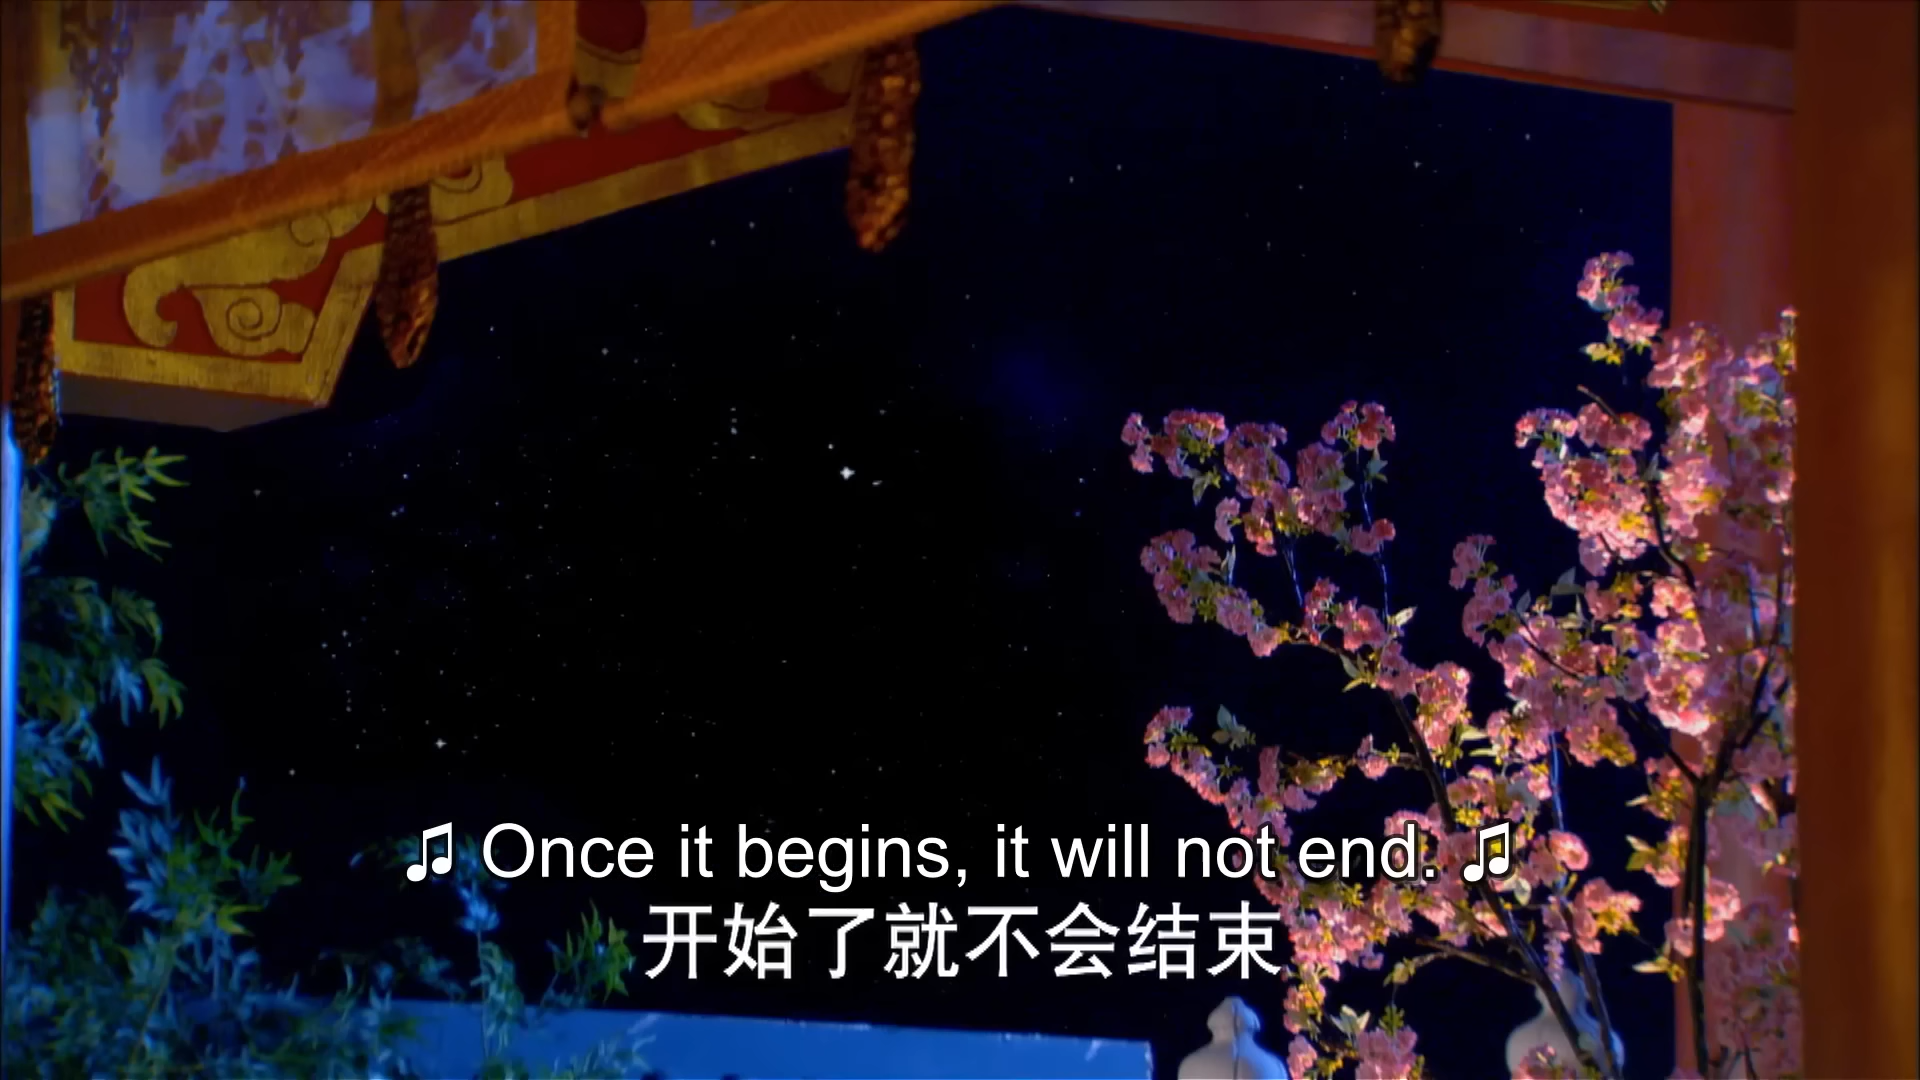 ♫ Once it begins, it will not end. ♫
开始了就不会结束